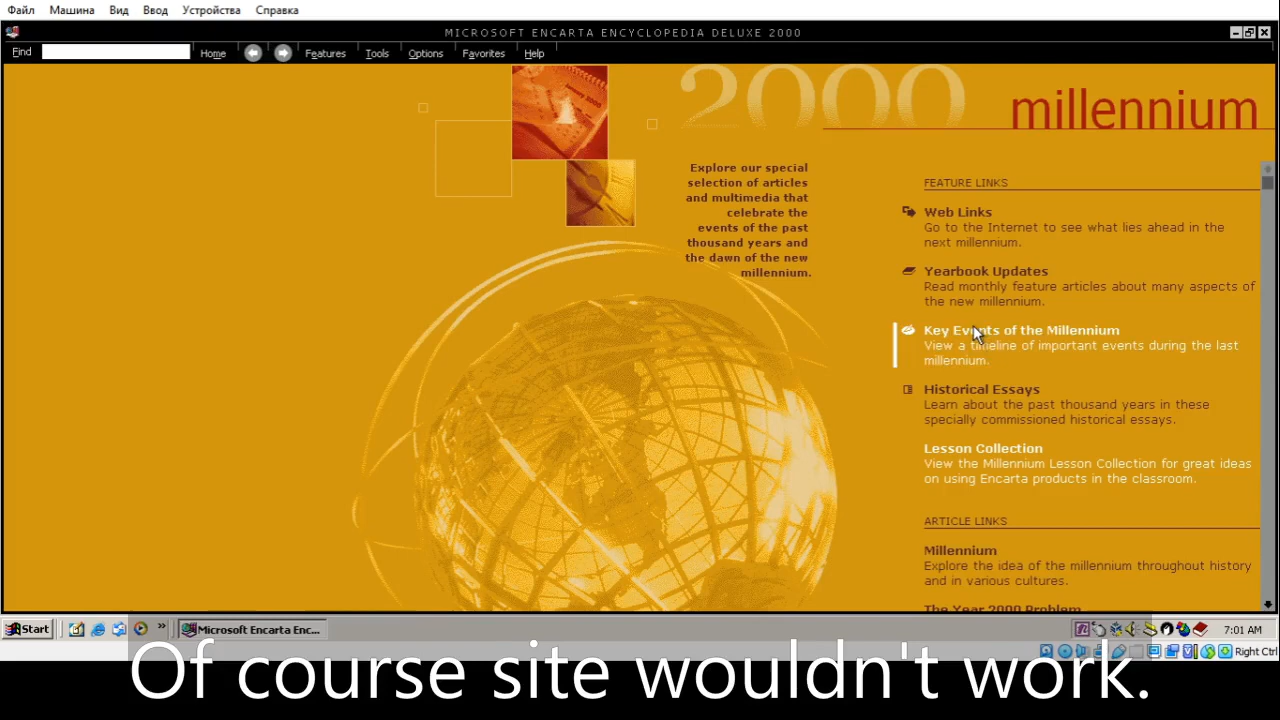 Файл Машина Вид Ввод Устройства Справка
MICROSOFT ENCARTA ENCYCLOPEDIA DELUXE 2000
Find Home Features Tools Options Favorites Help
2000 millennium
January 2000
Explore our special
selection of articles
and multimedia that
celebrate the
events of the past
thousand years and
the dawn of the new
millennium.
FEATURE LINKS
Web Links
Go to the Internet to see what lies ahead in the
next millennium.
Yearbook Updates
Read monthly feature articles about many aspects of
the new millennium.
Key Events of the Millennium
View a timeline of important events during the last
millennium.
Historical Essays
Learn about the past thousand years in these
specially commissioned historical essays.
Lesson Collection
View the Millennium Lesson Collection for great ideas
on using Encarta products in the classroom.
ARTICLE LINKS
Millennium
Explore the idea of the millennium throughout history
and in various cultures.
The Year 2000 Problem
Start » Microsoft Encarta Enc... 7:01 AM
Right Ctrl
Of course site wouldn't work.